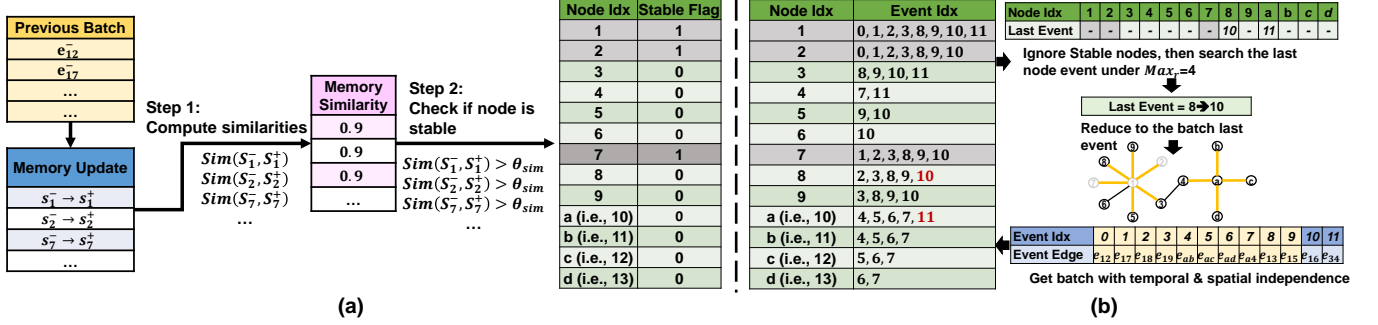 Previous Batch
e₁₂⁻
e₁₇⁻
...
...
Memory Update
s₁⁻ → s₁⁺
s₂⁻ → s₂⁺
s₇⁻ → s₇⁺
...
Step 1:
Compute similarities
Sim(S₁⁻, S₁⁺)
Sim(S₂⁻, S₂⁺)
Sim(S₇⁻, S₇⁺)
...
Memory
Similarity
0.9
0.9
0.9
...
Step 2:
Check if node is
stable
Sim(S₁⁻, S₁⁺) > θ_sim
Sim(S₂⁻, S₂⁺) > θ_sim
Sim(S₇⁻, S₇⁺) > θ_sim
...
Node Idx Stable Flag
1 1
2 1
3 0
4 0
5 0
6 0
7 1
8 0
9 0
a (i.e., 10) 0
b (i.e., 11) 0
c (i.e., 12) 0
d (i.e., 13) 0
(a)
Node Idx Event Idx
1 0, 1, 2, 3, 8, 9, 10, 11
2 0, 1, 2, 3, 8, 9, 10
3 8, 9, 10, 11
4 7, 11
5 9, 10
6 10
7 1, 2, 3, 8, 9, 10
8 2, 3, 8, 9, 10
9 3, 8, 9, 10
a (i.e., 10) 4, 5, 6, 7, 11
b (i.e., 11) 4, 5, 6, 7
c (i.e., 12) 5, 6, 7
d (i.e., 13) 6, 7
Node Idx 1 2 3 4 5 6 7 8 9 a b c d
Last Event - - - - - - - 10 - 11 - - -
Ignore Stable nodes, then search the last
node event under Max_r=4
Last Event = 8➔10
Reduce to the batch last
event
9
8
2
7
6
5
3
4
b
a
c
d
Event Idx 0 1 2 3 4 5 6 7 8 9 10 11
Event Edge e₁₂ e₁₇ e₁₈ e₁₉ e_ab e_ac e_ad e_a4 e₁₃ e₁₅ e₁₆ e₃₄
Get batch with temporal & spatial independence
(b)